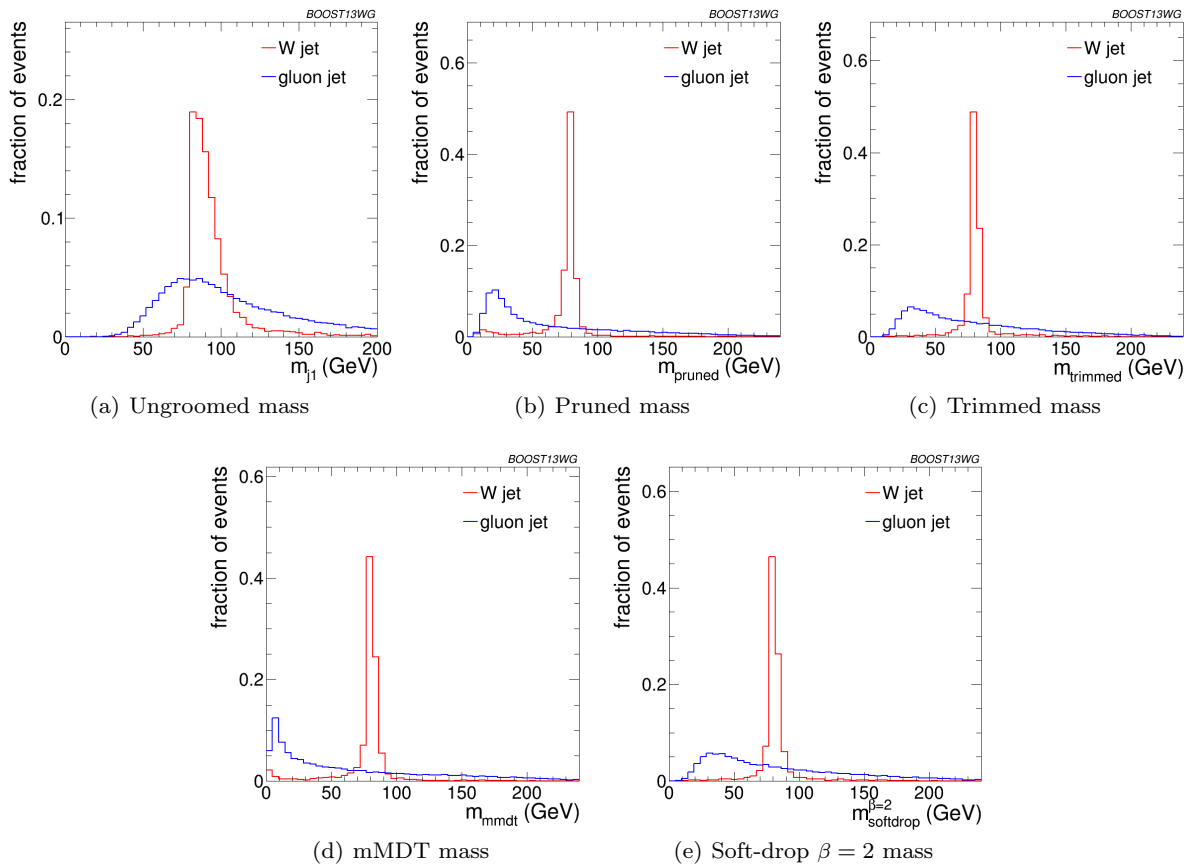 BOOST13WG
fraction of events
W jet
gluon jet
0.2
0.1
0
0 50 100 150 200
m_j1 (GeV)
(a) Ungroomed mass
BOOST13WG
fraction of events
W jet
gluon jet
0.6
0.4
0.2
0
0 50 100 150 200
m_pruned (GeV)
(b) Pruned mass
BOOST13WG
fraction of events
W jet
gluon jet
0.6
0.4
0.2
0
0 50 100 150 200
m_trimmed (GeV)
(c) Trimmed mass
BOOST13WG
fraction of events
W jet
gluon jet
0.6
0.4
0.2
0
0 50 100 150 200
m_mmdt (GeV)
(d) mMDT mass
BOOST13WG
fraction of events
W jet
gluon jet
0.6
0.4
0.2
0
0 50 100 150 200
m_softdrop^β=2 (GeV)
(e) Soft-drop β = 2 mass